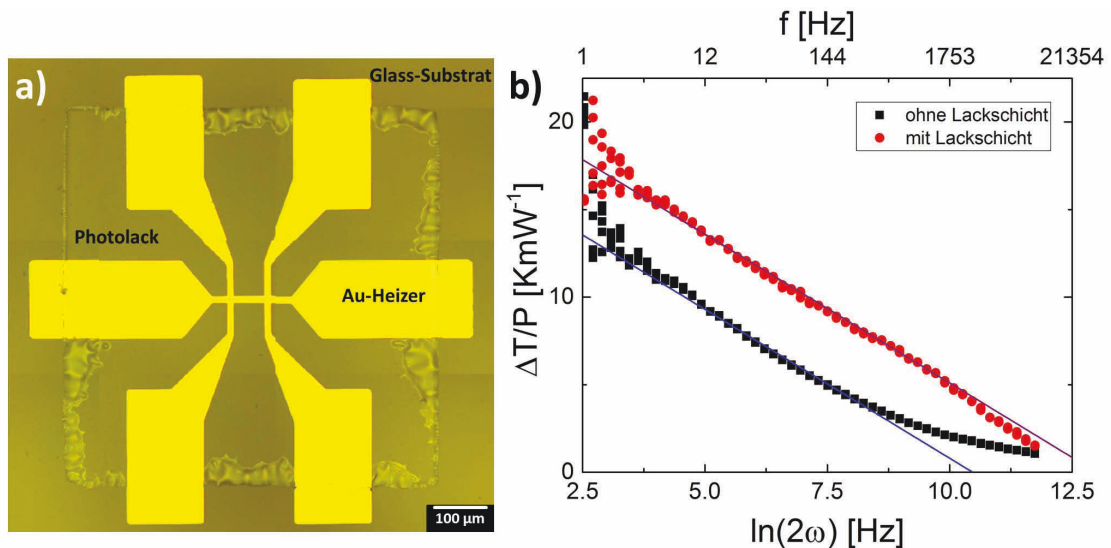 a)
Glass-Substrat
Photolack
Au-Heizer
100 µm
b)
f [Hz]
1 12 144 1753 21354
ohne Lackschicht
mit Lackschicht
20
10
0
ΔT/P [KmW⁻¹]
2.5 5.0 7.5 10.0 12.5
ln(2ω) [Hz]